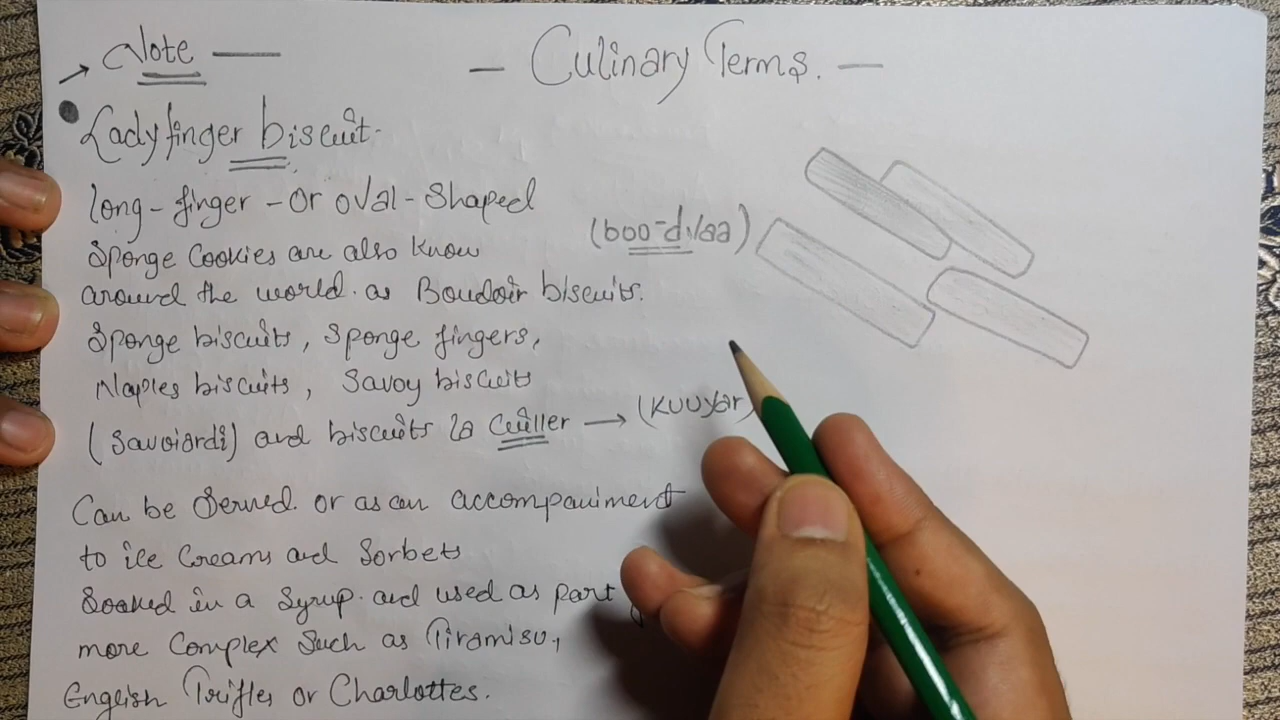 → Note —
— Culinary Terms. —
• Lady finger biscuit-
long-finger-or oval-shaped
Sponge Cookies are also know
around the world. as Boudoir biscuits.
(boo-dvaa)
Sponge biscuits, Sponge fingers,
Naples biscuits, Savoy biscuits
(Savoiardi) and biscuits la Cuiller → (KUUyar)
Can be Served. or as an accompaniment
to ice Creams and Sorbets
Soaked in a Syrup. and used as part
more Complex Such as Tiramisu,
English Trifles or Charlottes.